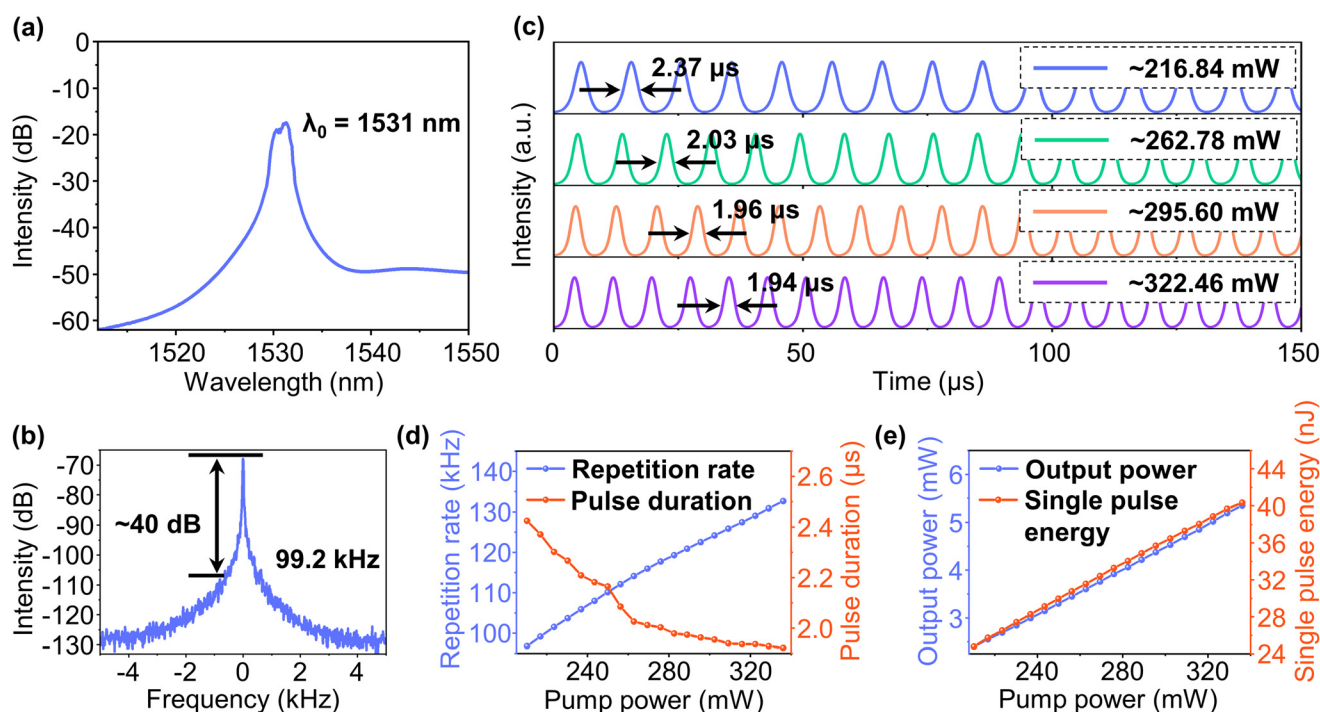 (a)
0
-10
-20
-30
-40
-50
-60
Intensity (dB)
λ0 = 1531 nm
1520
1530
1540
1550
Wavelength (nm)
(c)
Intensity (a.u.)
2.37 µs
~216.84 mW
2.03 µs
~262.78 mW
1.96 µs
~295.60 mW
1.94 µs
~322.46 mW
0
50
100
150
Time (µs)
(b)
-70
-80
-90
-100
-110
-120
-130
Intensity (dB)
~40 dB
99.2 kHz
-4
-2
0
2
4
Frequency (kHz)
(d)
Repetition rate (kHz)
140
130
120
110
100
Repetition rate
Pulse duration
2.6
2.4
2.2
2.0
Pulse duration (µs)
240
280
320
Pump power (mW)
(e)
Output power (mW)
6
5
4
3
Output power
Single pulse
energy
44
40
36
32
28
24
Single pulse energy (nJ)
240
280
320
Pump power (mW)